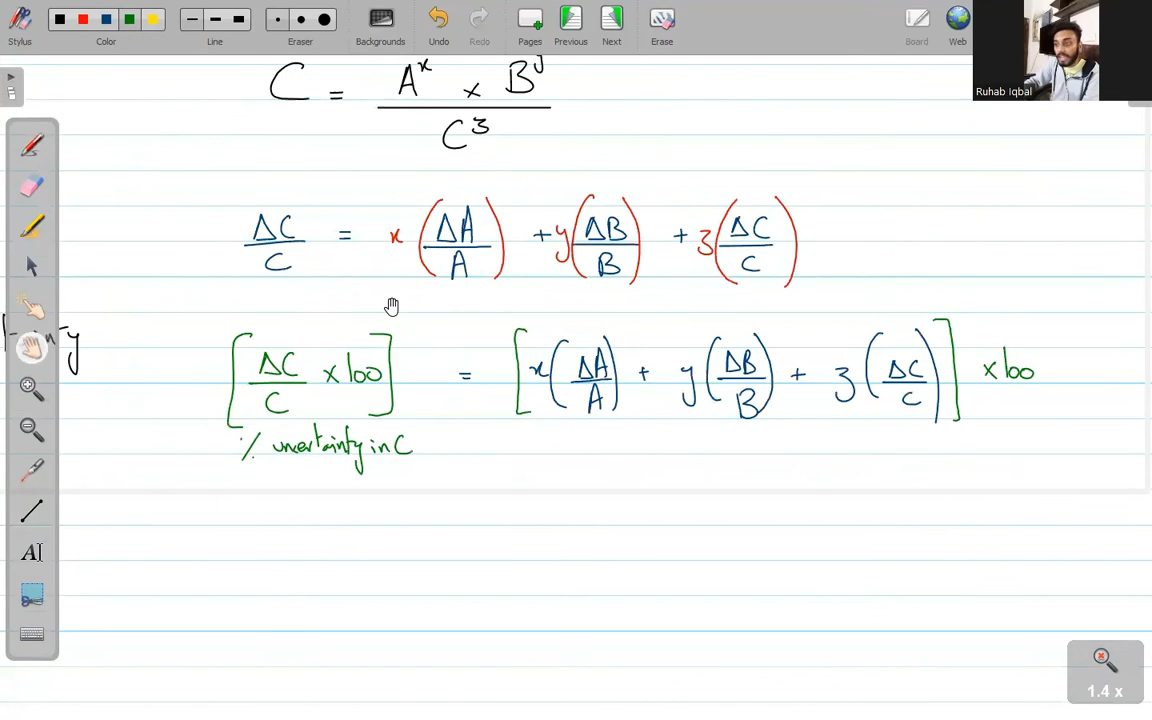 Stylus Color Line Eraser Backgrounds Undo Redo Pages Previous Next Erase Board Web
Ruhab Iqbal
C = A^x × B^y / C^3
ΔC/C = x(ΔA/A) + y(ΔB/B) + 3(ΔC/C)
[ΔC/C × 100] = [x(ΔA/A) + y(ΔB/B) + 3(ΔC/C)] × 100
% uncertainty in C
1.4 x